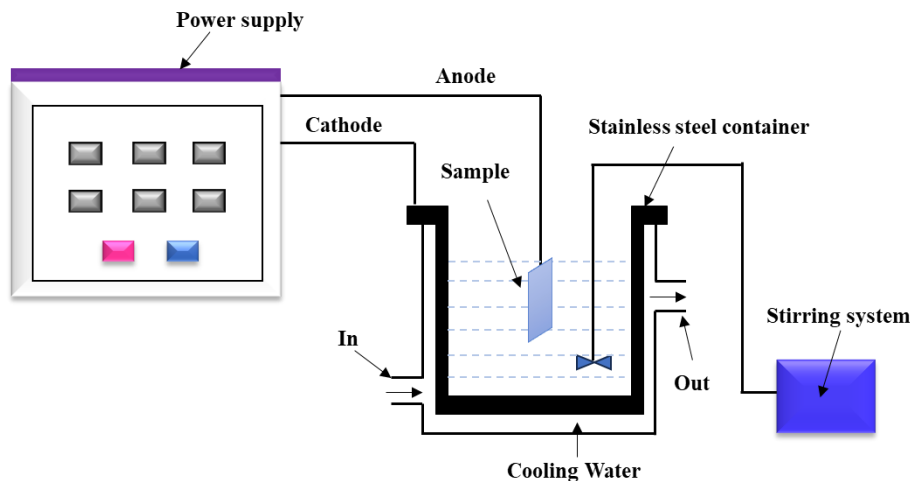 Power supply
Anode
Cathode
Stainless steel container
Sample
In
Out
Stirring system
Cooling Water